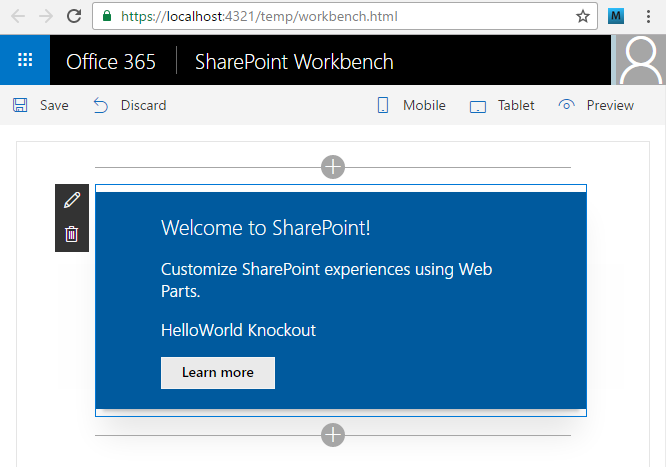 https://localhost:4321/temp/workbench.html M
Office 365 SharePoint Workbench
Save Discard Mobile Tablet Preview
Welcome to SharePoint!
Customize SharePoint experiences using Web
Parts.
HelloWorld Knockout
Learn more